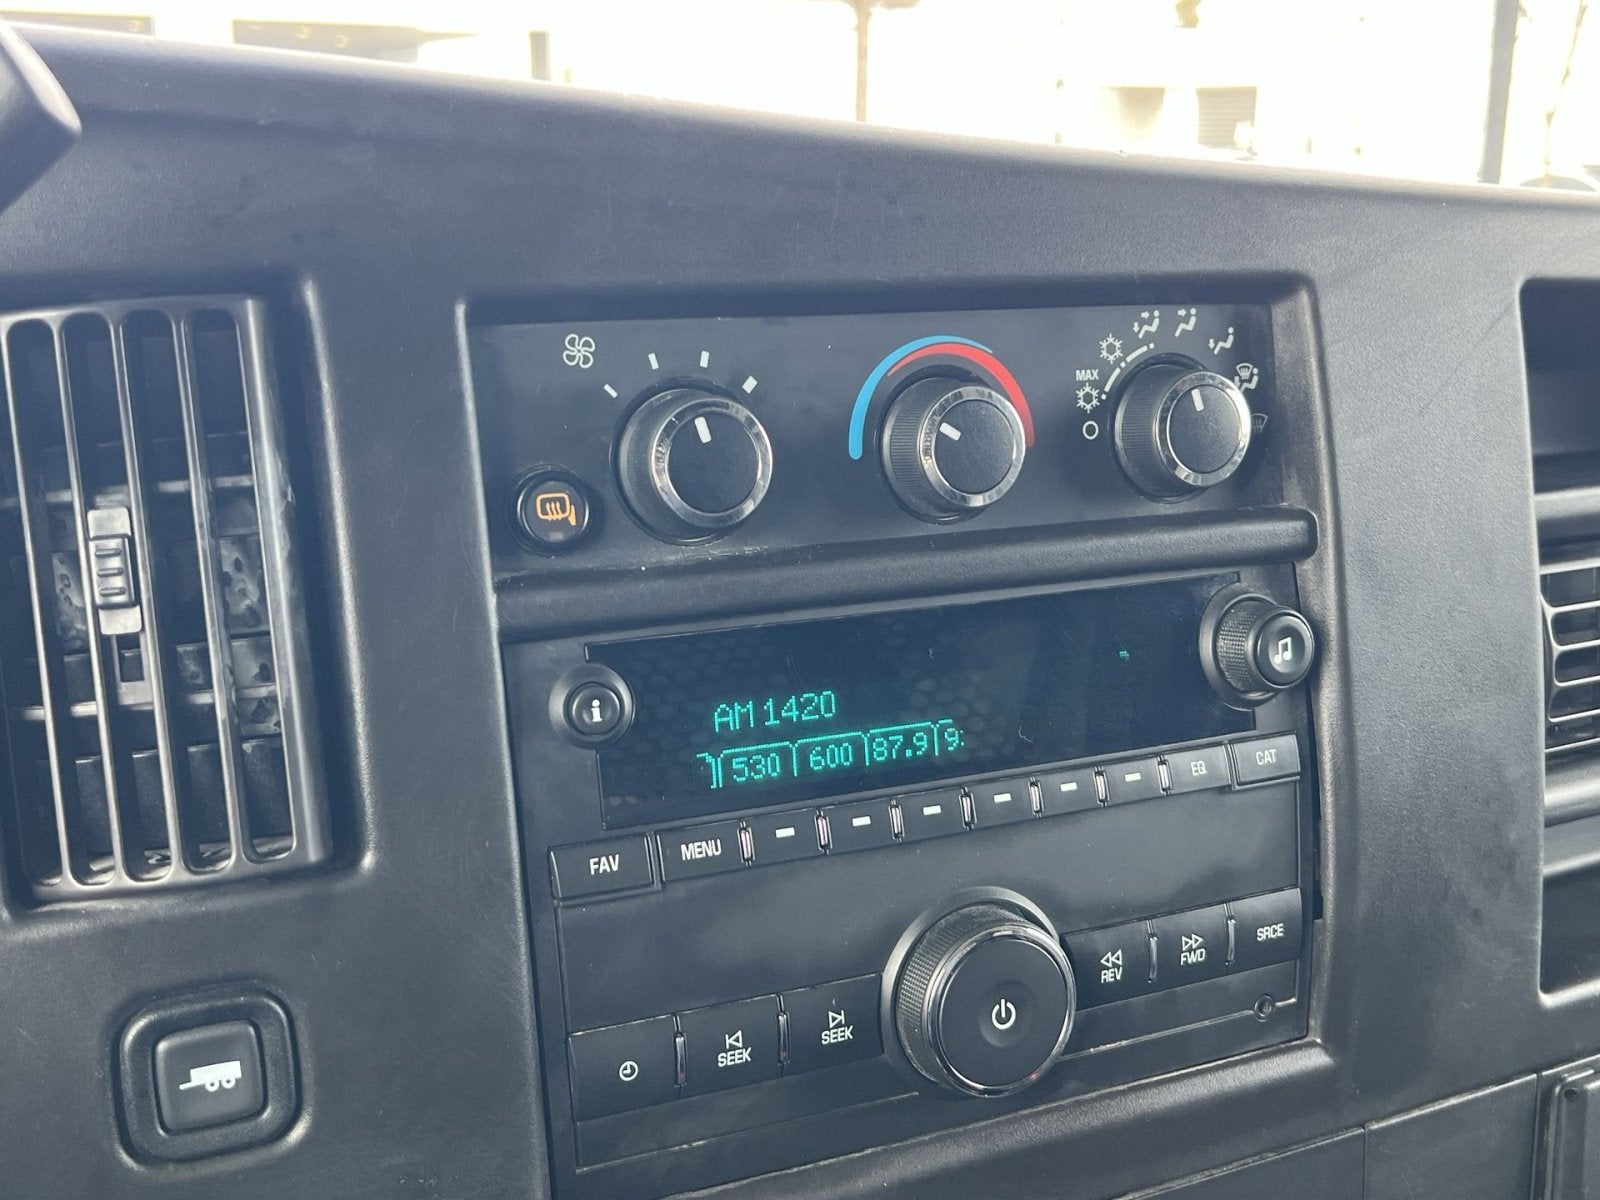 MAX
i
AM 1420
530 600 87.9 9
FAV MENU EQ CAT
SEEK SEEK REV FWD SRCE